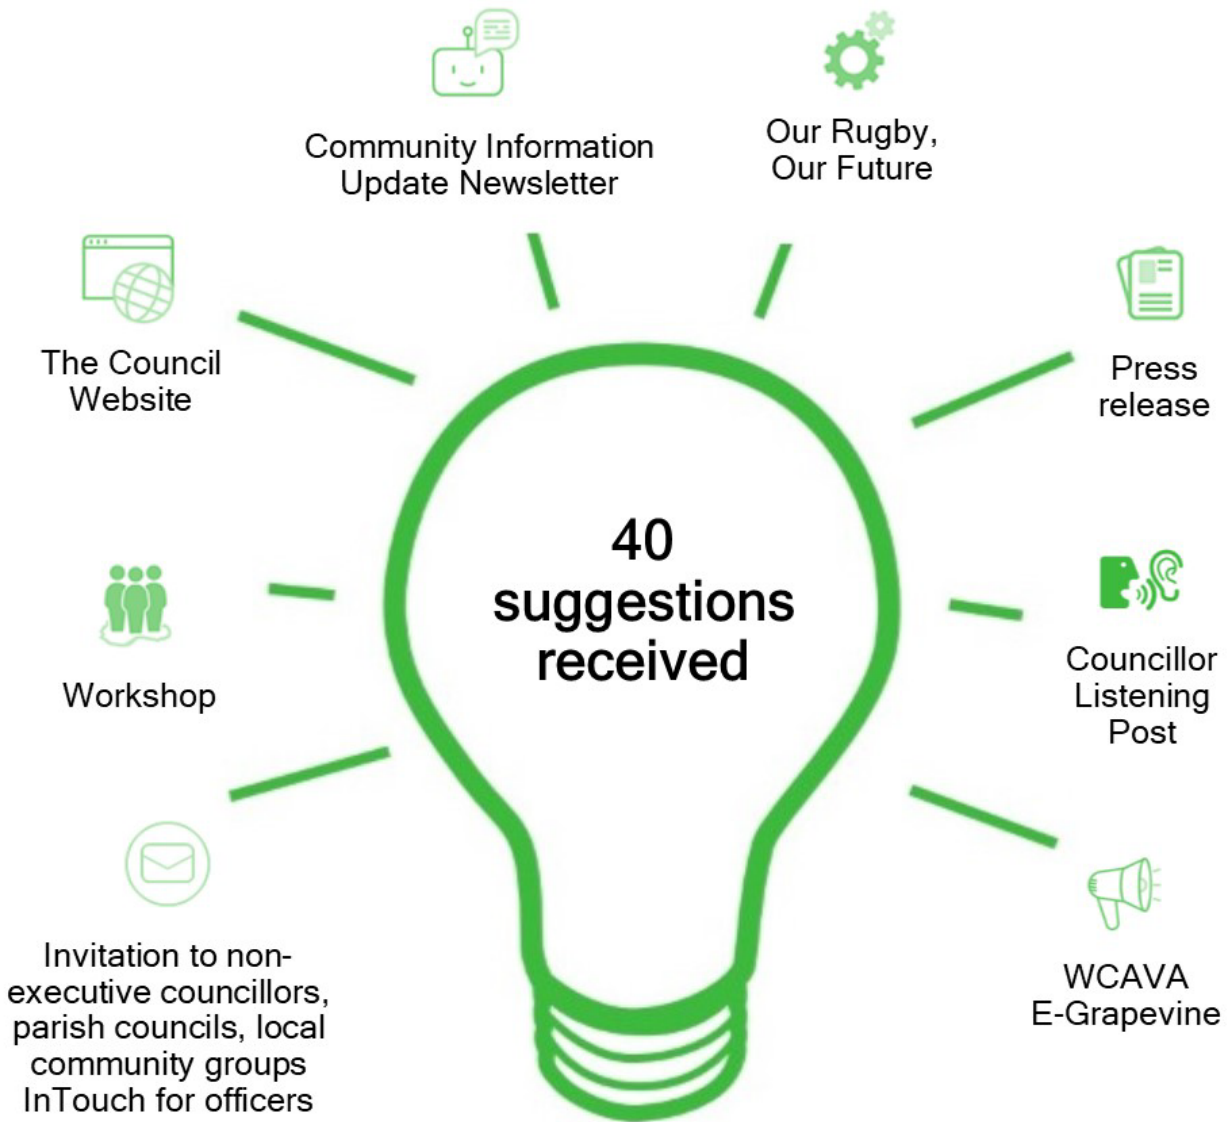 Community Information
Update Newsletter
Our Rugby,
Our Future
The Council
Website
Press
release
40
suggestions
received
Workshop
Councillor
Listening
Post
Invitation to non-
executive councillors,
parish councils, local
community groups
InTouch for officers
WCAVA
E-Grapevine